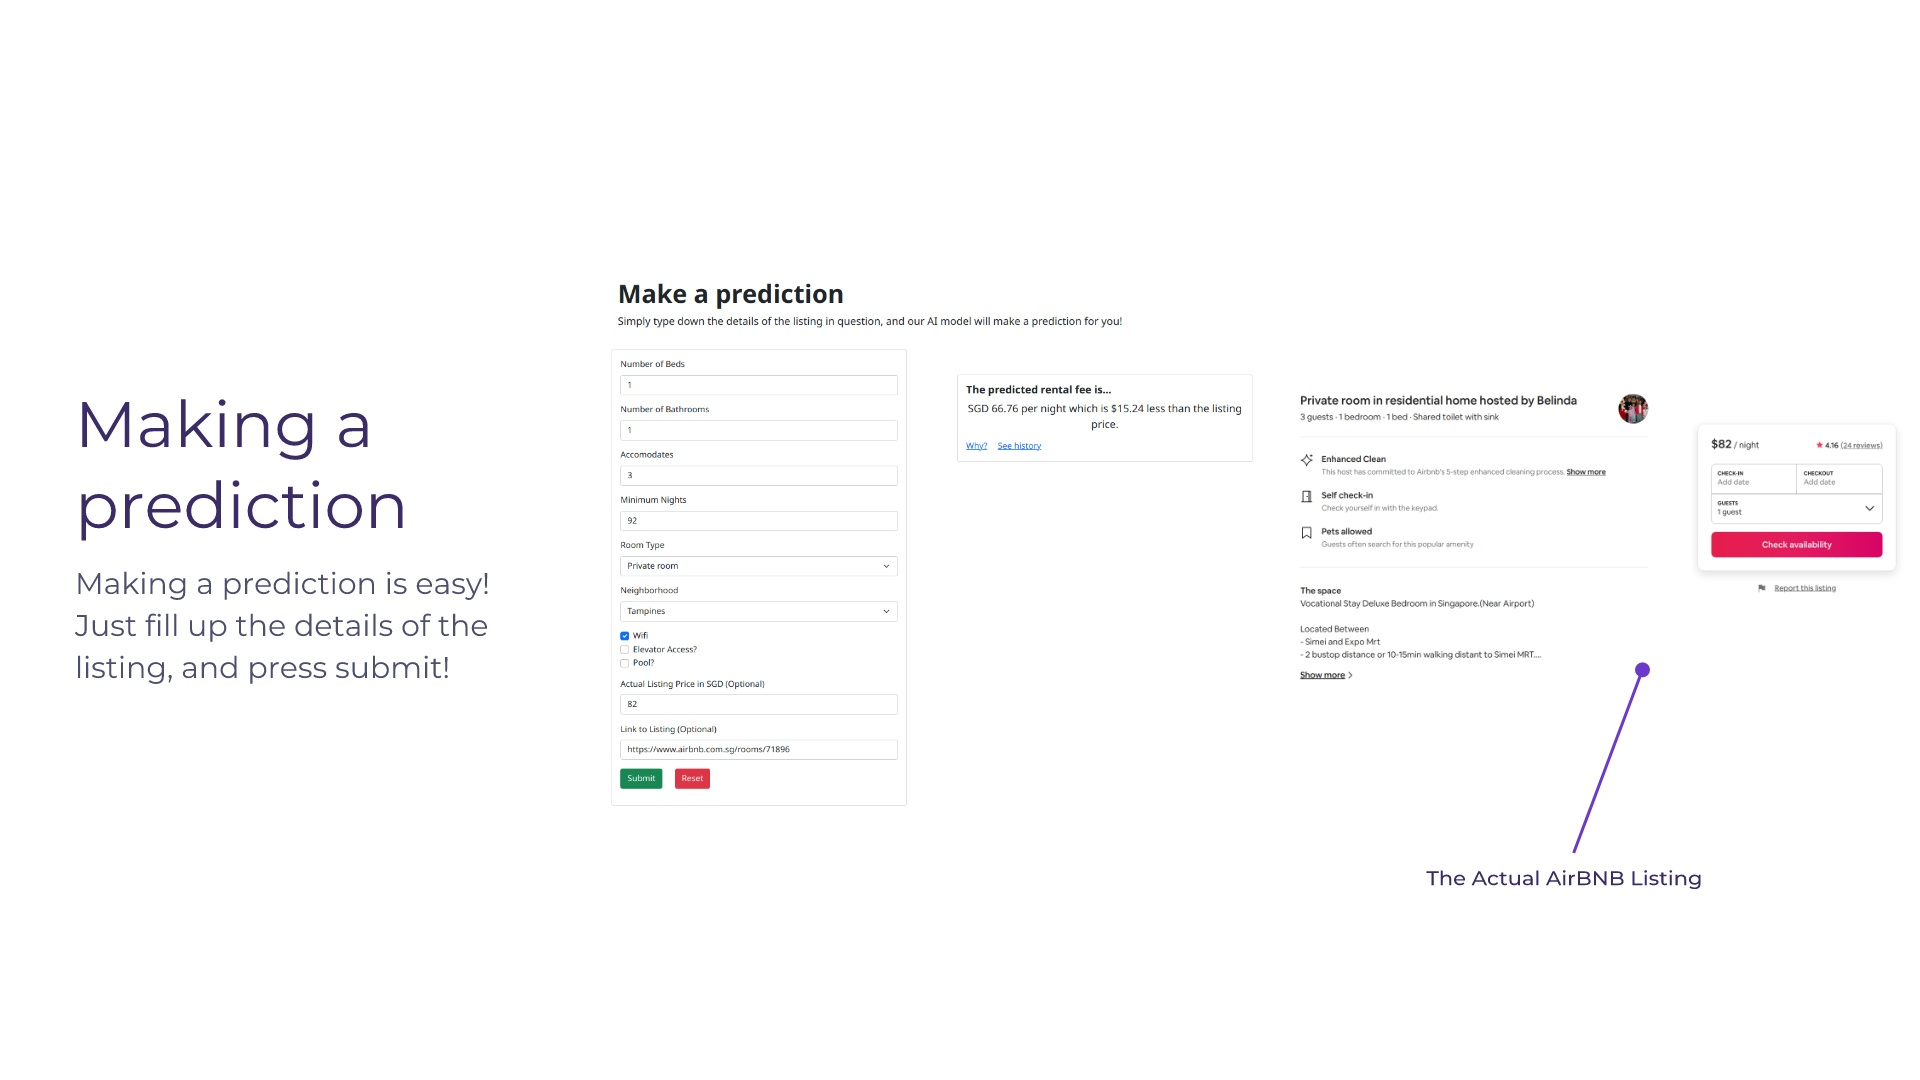 Making a
prediction
Making a prediction is easy!
Just fill up the details of the
listing, and press submit!
Make a prediction
Simply type down the details of the listing in question, and our AI model will make a prediction for you!
Number of Beds
1
Number of Bathrooms
1
Accomodates
3
Minimum Nights
92
Room Type
Private room
Neighborhood
Tampines
Wifi
Elevator Access?
Pool?
Actual Listing Price in SGD (Optional)
82
Link to Listing (Optional)
https://www.airbnb.com.sg/rooms/71896
Submit Reset
The predicted rental fee is...
SGD 66.76 per night which is $15.24 less than the listing
price.
Why? See history
Private room in residential home hosted by Belinda
3 guests · 1 bedroom · 1 bed · Shared toilet with sink
Enhanced Clean
This host has committed to Airbnb's 5-step enhanced cleaning process. Show more
Self check-in
Check yourself in with the keypad.
Pets allowed
Guests often search for this popular amenity
The space
Vocational Stay Deluxe Bedroom in Singapore.(Near Airport)
Located Between
- Simei and Expo Mrt
- 2 bustop distance or 10-15min walking distant to Simei MRT....
Show more
$82 / night 4.16 (24 reviews)
CHECK-IN CHECKOUT
Add date Add date
GUESTS
1 guest
Check availability
Report this listing
The Actual AirBNB Listing